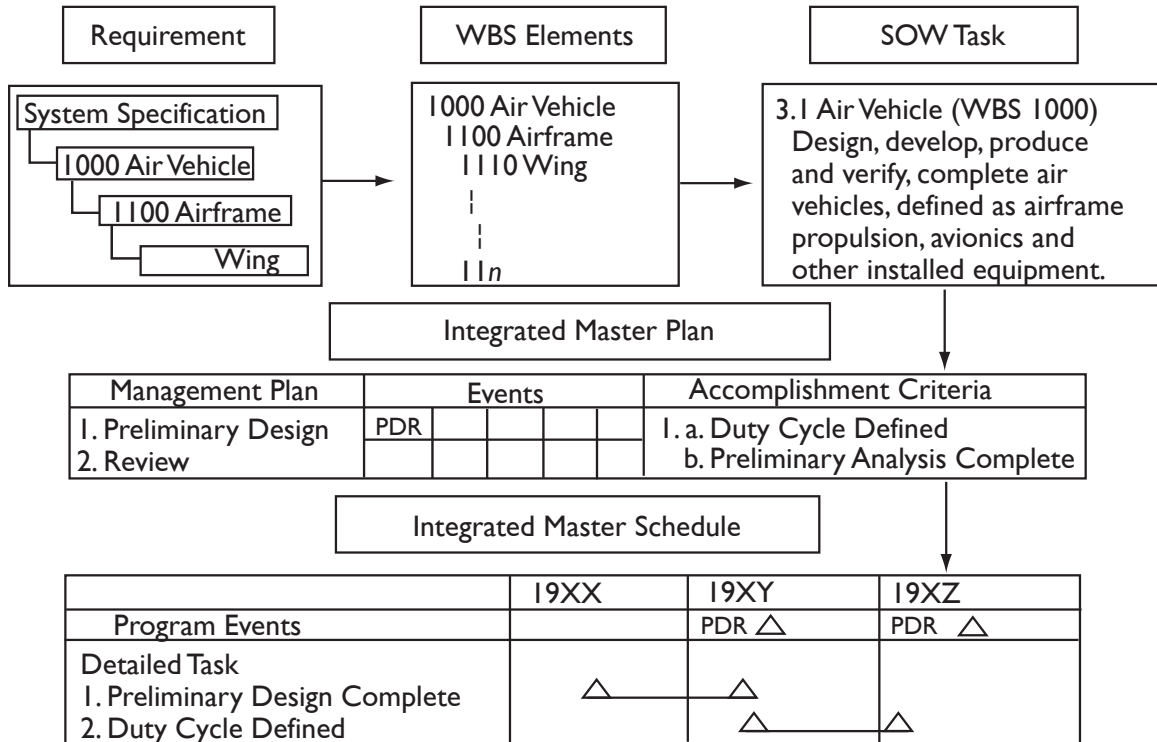 Requirement
WBS Elements
SOW Task
System Specification
1000 Air Vehicle
1100 Airframe
Wing
1000 Air Vehicle
1100 Airframe
1110 Wing
11n
3.1 Air Vehicle (WBS 1000)
Design, develop, produce
and verify, complete air
vehicles, defined as airframe
propulsion, avionics and
other installed equipment.
Integrated Master Plan
Management Plan
Events
Accomplishment Criteria
1. Preliminary Design
2. Review
PDR
1. a. Duty Cycle Defined
b. Preliminary Analysis Complete
Integrated Master Schedule
19XX
19XY
19XZ
Program Events
PDR
PDR
Detailed Task
1. Preliminary Design Complete
2. Duty Cycle Defined